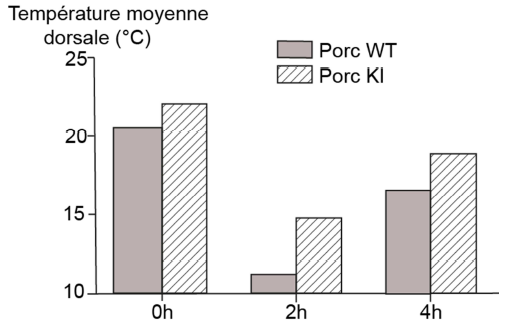 Température moyenne
dorsale (°C)
25
Porc WT
Porc KI
20
15
10
0h
2h
4h